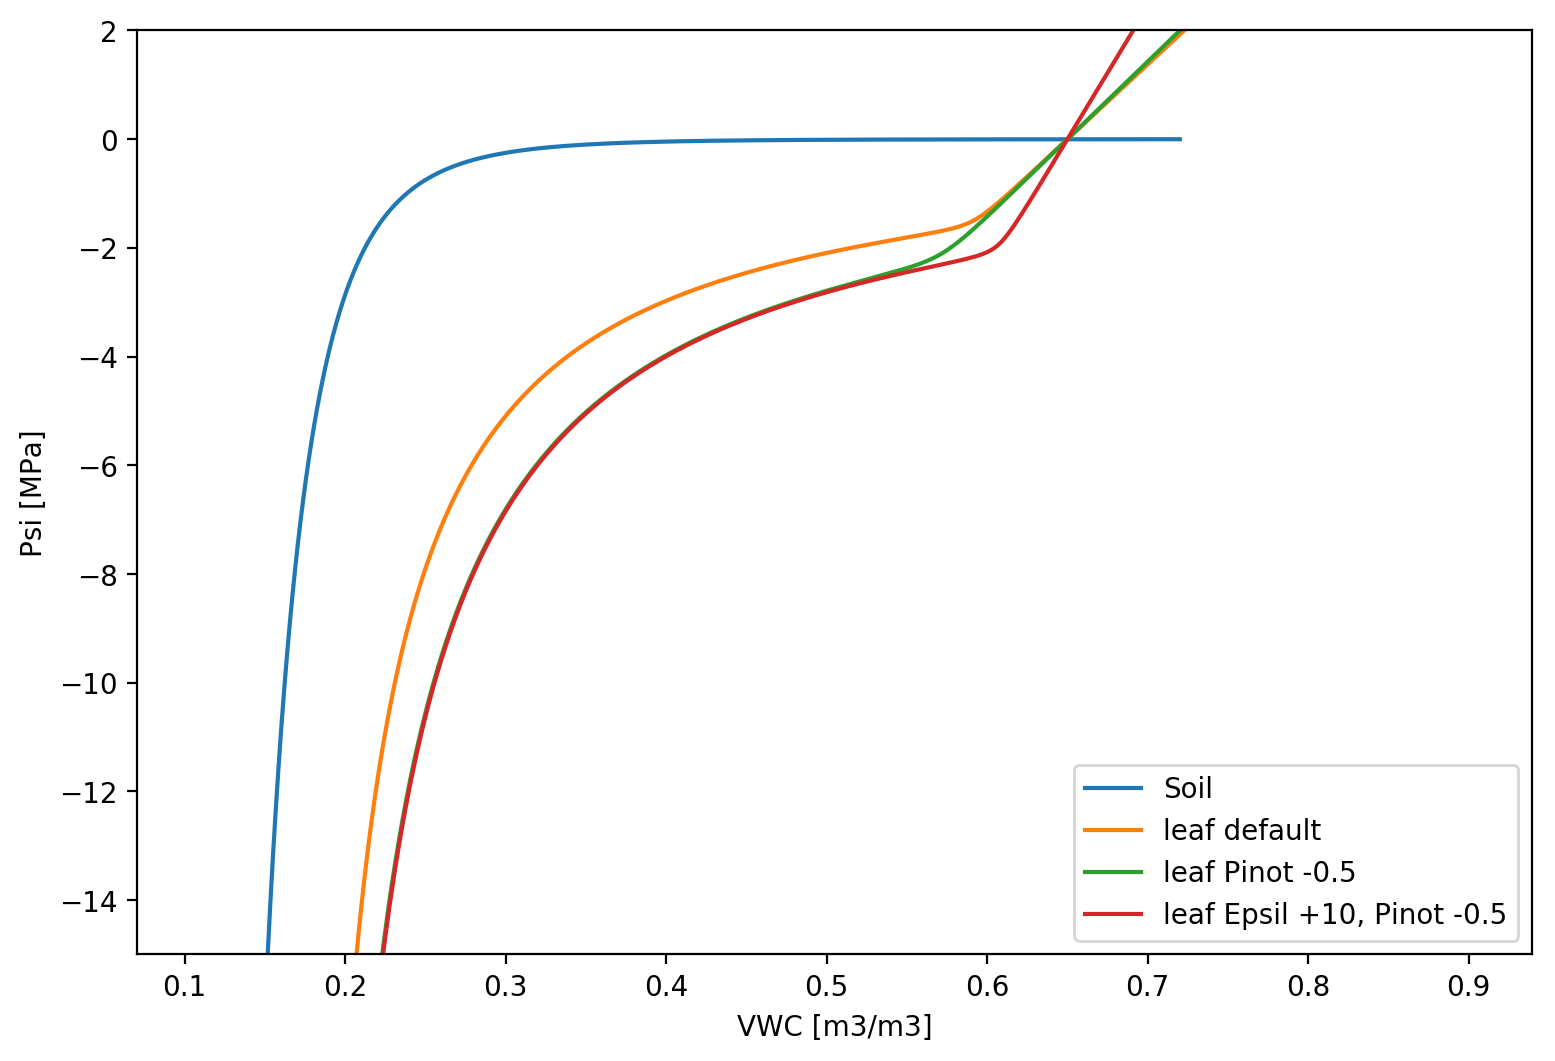 2
0
−2
−4
−6
−8
−10
−12
−14
Psi [MPa]
0.1 0.2 0.3 0.4 0.5 0.6 0.7 0.8 0.9
VWC [m3/m3]
Soil
leaf default
leaf Pinot -0.5
leaf Epsil +10, Pinot -0.5